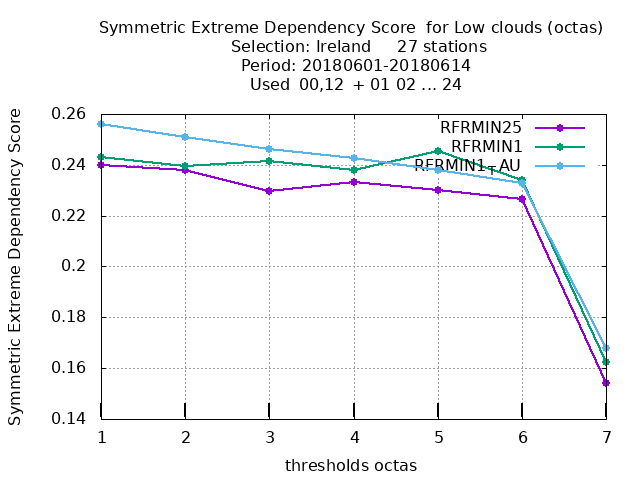 Symmetric Extreme Dependency Score  for Low clouds (octas)
Selection: Ireland     27 stations
Period: 20180601-20180614
Used  00,12  + 01 02 ... 24
Symmetric Extreme Dependency Score
0.26
0.24
0.22
0.2
0.18
0.16
0.14
RFRMIN25
RFRMIN1
RFRMIN1+AU
1 2 3 4 5 6 7
thresholds octas